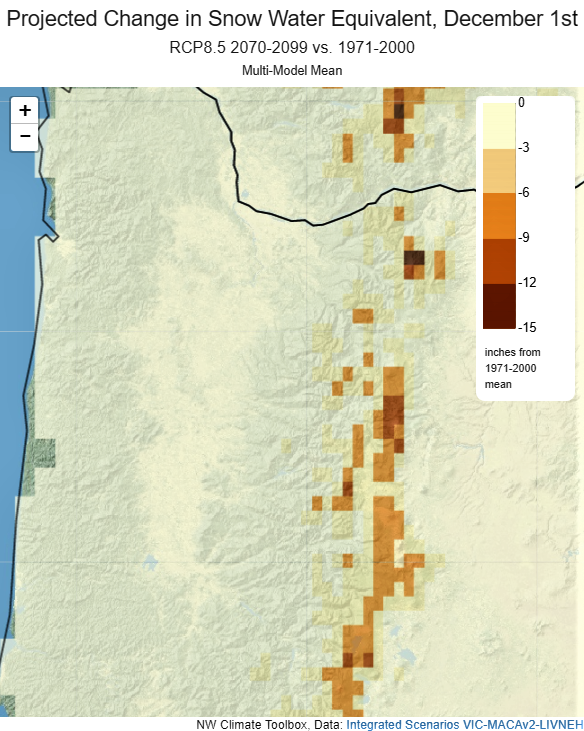 Projected Change in Snow Water Equivalent, December 1st
RCP8.5 2070-2099 vs. 1971-2000
Multi-Model Mean
+
−
0
-3
-6
-9
-12
-15
inches from
1971-2000
mean
NW Climate Toolbox, Data: Integrated Scenarios VIC-MACAv2-LIVNEH